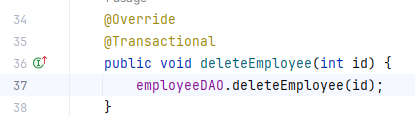 34 @Override
35 @Transactional
36 public void deleteEmployee(int id) {
37 employeeDAO.deleteEmployee(id);
38 }